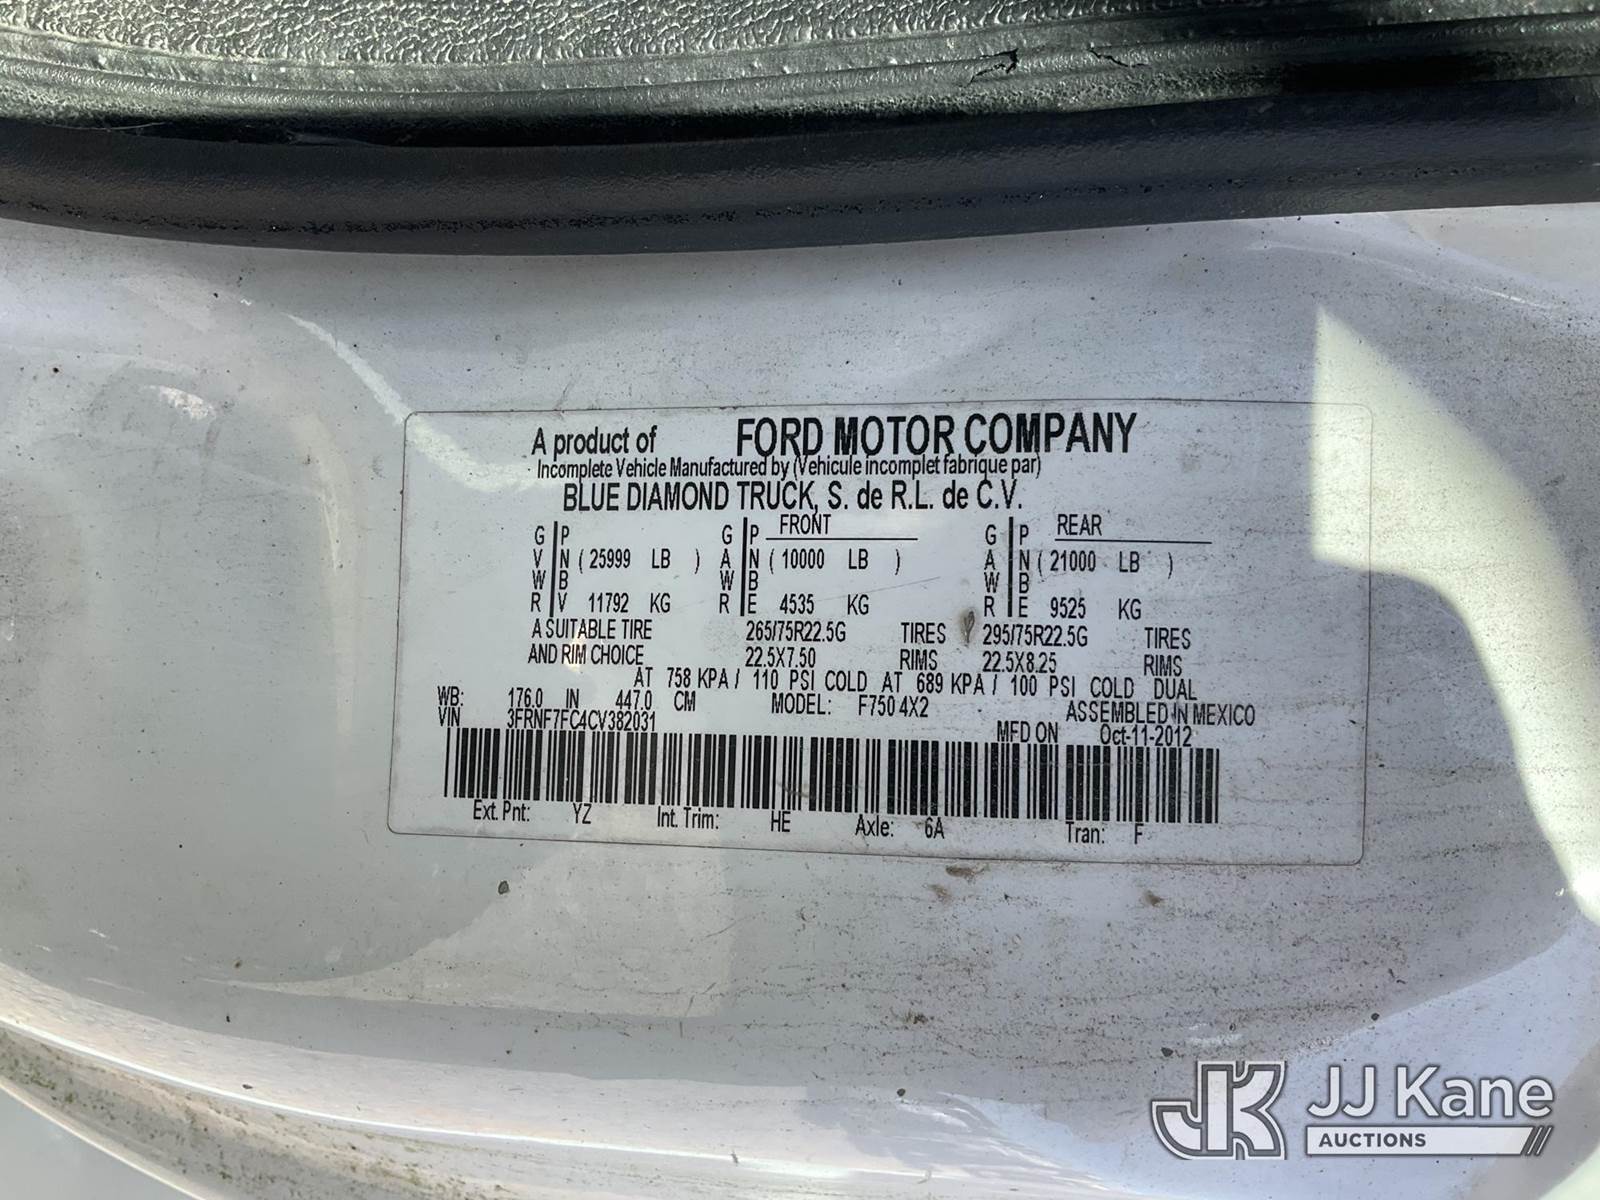 A product of FORD MOTOR COMPANY
Incomplete Vehicle Manufactured by (Vehicule incomplet fabrique par)
BLUE DIAMOND TRUCK, S. de R.L. de C.V.
G P G P FRONT G P REAR
V N ( 25999 LB ) A N ( 10000 LB ) A N ( 21000 LB )
W B W B W B
R V 11792 KG R E 4535 KG R E 9525 KG
A SUITABLE TIRE 265/75R22.5G TIRES 295/75R22.5G TIRES
AND RIM CHOICE 22.5X7.50 RIMS 22.5X8.25 RIMS
AT 758 KPA / 110 PSI COLD AT 689 KPA / 100 PSI COLD DUAL
WB: 176.0 IN 447.0 CM MODEL: F750 4X2 ASSEMBLED IN MEXICO
VIN 3FRNF7FC4CV382031 MFD ON Oct-11-2012
Ext. Pnt: YZ Int. Trim: HE Axle: 6A Tran: F
JK JJ Kane
AUCTIONS